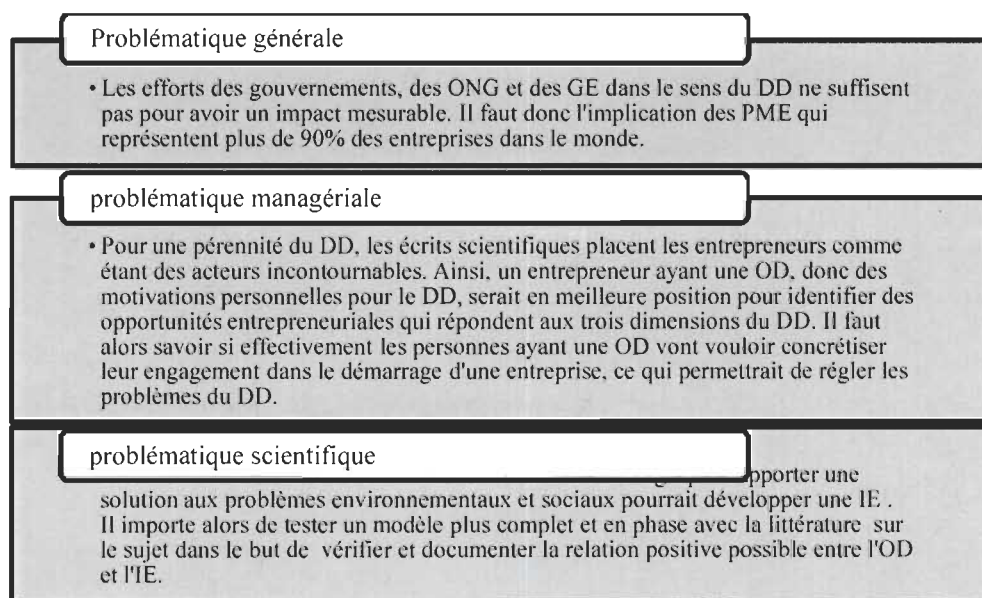 Problématique générale
• Les efforts des gouvernements, des ONG et des GE dans le sens du DD ne suffisent
pas pour avoir un impact mesurable. Il faut donc l'implication des PME qui
représentent plus de 90% des entreprises dans le monde.
problématique managériale
• Pour une pérennité du DD, les écrits scientifiques placent les entrepreneurs comme
étant des acteurs incontournables. Ainsi, un entrepreneur ayant une OD, donc des
motivations personnelles pour le DD, serait en meilleure position pour identifier des
opportunités entrepreneuriales qui répondent aux trois dimensions du DD. Il faut
alors savoir si effectivement les personnes ayant une OD vont vouloir concrétiser
leur engagement dans le démarrage d'une entreprise, ce qui permettrait de régler les
problèmes du DD.
problématique scientifique
pporter une
solution aux problèmes environnementaux et sociaux pourrait développer une IE .
Il importe alors de tester un modèle plus complet et en phase avec la littérature sur
le sujet dans le but de vérifier et documenter la relation positive possible entre l'OD
et l'IE.